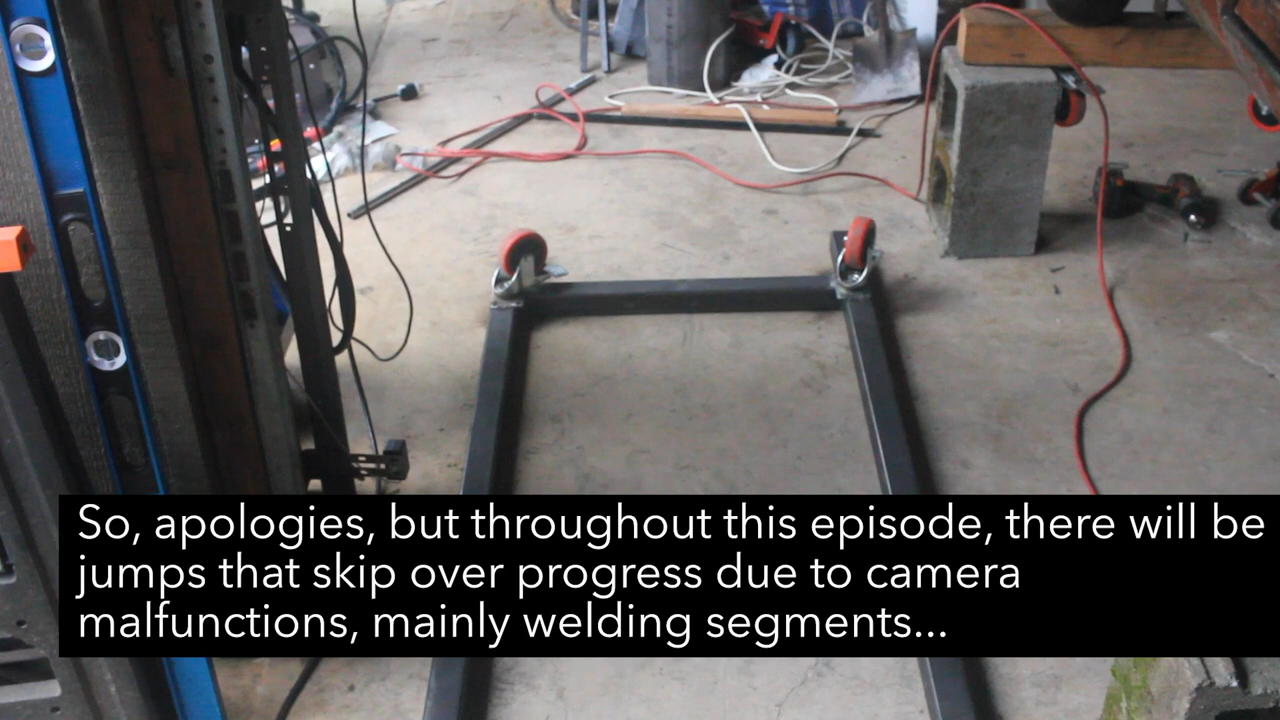 So, apologies, but throughout this episode, there will be
jumps that skip over progress due to camera
malfunctions, mainly welding segments...